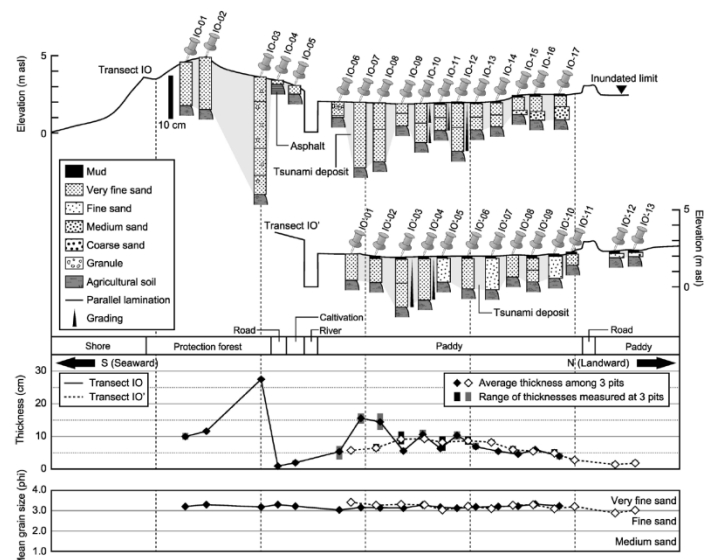 Elevation (m asl)
5
0
Transect IO
10 cm
IO-01
IO-02
IO-03
IO-04
IO-05
IO-06
IO-07
IO-08
IO-09
IO-10
IO-11
IO-12
IO-13
IO-14
IO-15
IO-16
IO-17
Inundated limit
Asphalt
Tsunami deposit
Mud
Very fine sand
Fine sand
Medium sand
Coarse sand
Granule
Agricultural soil
Parallel lamination
Grading
Transect IO'
IO'-01
IO'-02
IO'-03
IO'-04
IO'-05
IO'-06
IO'-07
IO'-08
IO'-09
IO'-10
IO'-11
IO'-12
IO'-13
5
0
Elevation (m asl)
Tsunami deposit
Road
Cultivation
River
Road
Shore
Protection forest
Paddy
Paddy
S (Seaward)
N (Landward)
Thickness (cm)
30
20
10
0
Transect IO
Transect IO'
Average thickness among 3 pits
Range of thicknesses measured at 3 pits
Mean grain size (phi)
4.0
3.0
2.0
1.0
Very fine sand
Fine sand
Medium sand